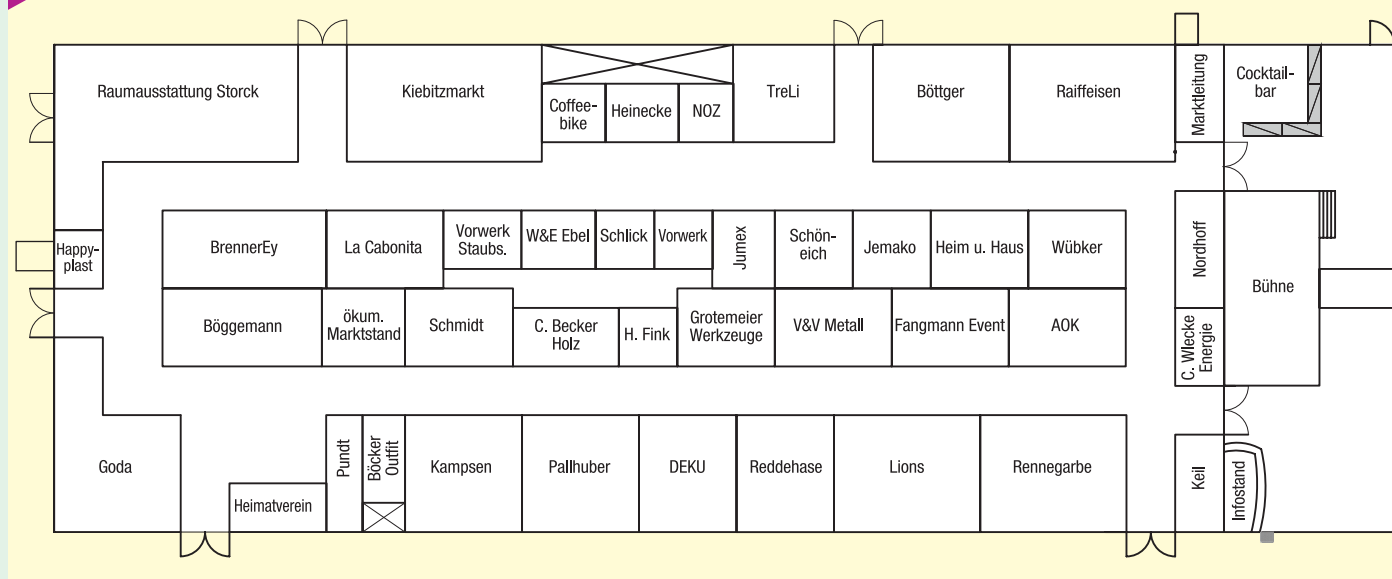 Raumausstattung Storck
Kiebitzmarkt
Coffee-
bike
Heinecke
NOZ
TreLi
Böttger
Raiffeisen
Marktleitung
Cocktail-
bar
Happy-
plast
BrennerEy
La Cabonita
Vorwerk
Staubs.
W&E Ebel
Schlick
Vorwerk
Jumex
Schön-
eich
Jemako
Heim u. Haus
Wübker
Nordhoff
Bühne
Böggemann
ökum.
Marktstand
Schmidt
C. Becker
Holz
H. Fink
Grotemeier
Werkzeuge
V&V Metall
Fangmann Event
AOK
C. Wlecke
Energie
Goda
Heimatverein
Pundt
Böcker
Outfit
Kampsen
Pallhuber
DEKU
Reddehase
Lions
Rennegarbe
Keil
Infostand